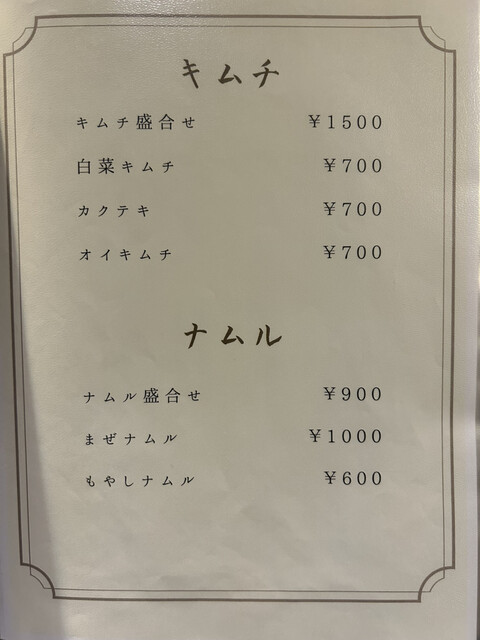 キムチ
キムチ盛合せ ￥1500
白菜キムチ ￥700
カクテキ ￥700
オイキムチ ￥700
ナムル
ナムル盛合せ ￥900
まぜナムル ￥1000
もやしナムル ￥600